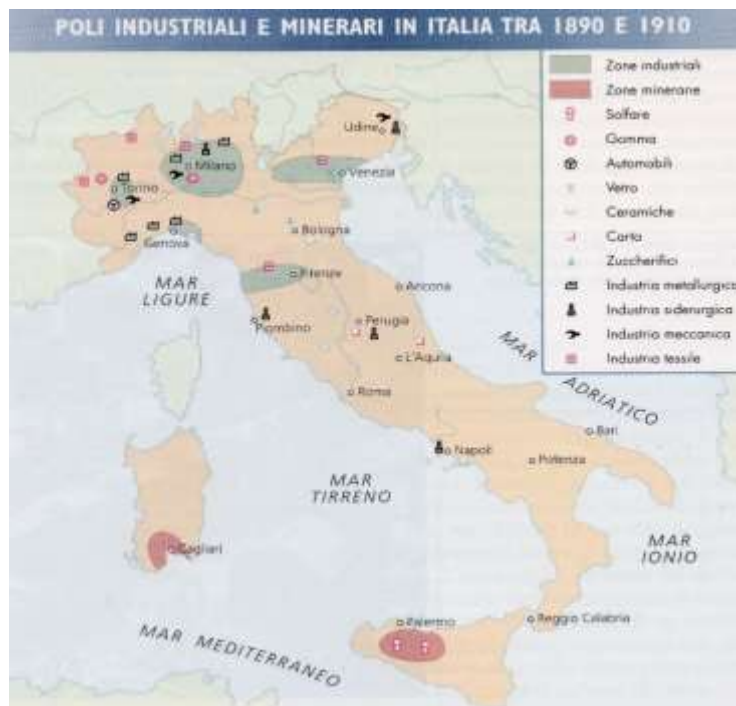 POLI INDUSTRIALI E MINERARI IN ITALIA TRA 1890 E 1910
Zone industriali
Zone minerarie
Solfare
Gomma
Automobili
Vetro
Ceramiche
Carta
Zuccherifici
Industria metallurgica
Industria siderurgica
Industria meccanica
Industria tessile
Udine
Milano
Venezia
Torino
Genova
Bologna
MAR
LIGURE
Firenze
Ancona
Piombino
Perugia
L'Aquila
MAR ADRIATICO
Roma
Bari
Napoli
Potenza
MAR
TIRRENO
MAR
IONIO
Cagliari
Palermo
Reggio Calabria
MAR MEDITERRANEO